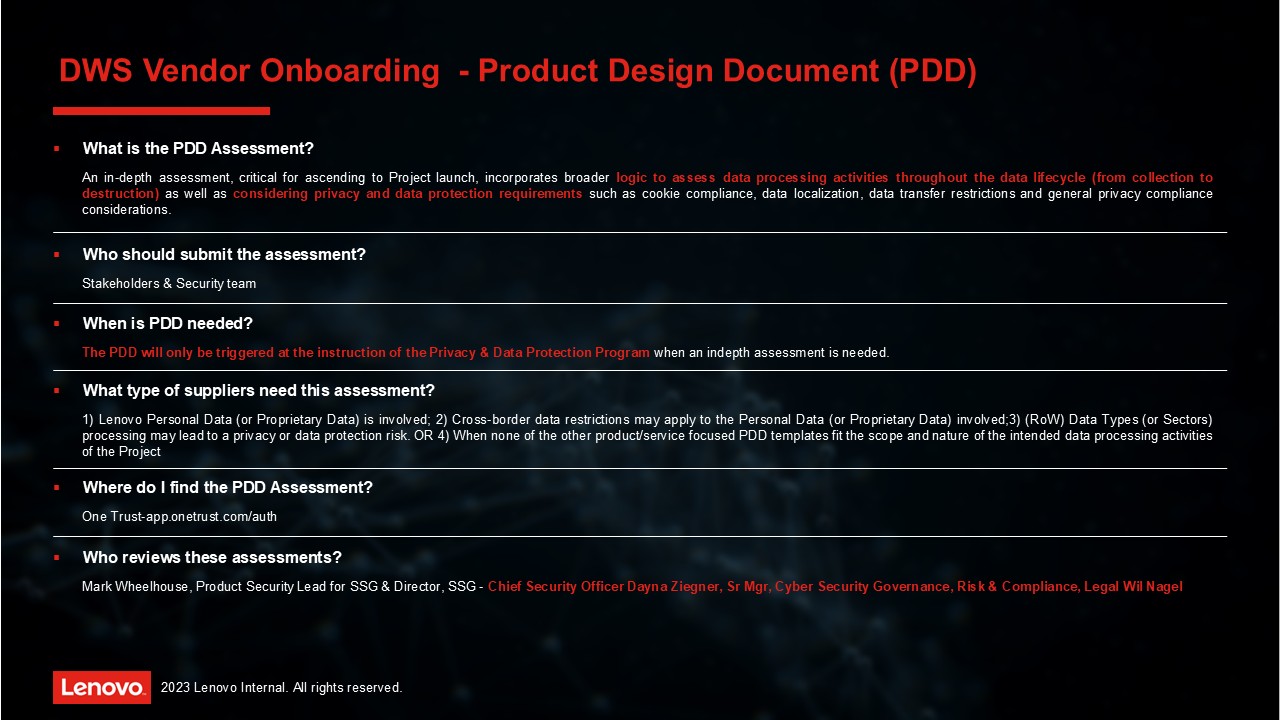 DWS Vendor Onboarding - Product Design Document (PDD)
What is the PDD Assessment?
An in-depth assessment, critical for ascending to Project launch, incorporates broader logic to assess data processing activities throughout the data lifecycle (from collection to
destruction) as well as considering privacy and data protection requirements such as cookie compliance, data localization, data transfer restrictions and general privacy compliance
considerations.
Who should submit the assessment?
Stakeholders & Security team
When is PDD needed?
The PDD will only be triggered at the instruction of the Privacy & Data Protection Program when an indepth assessment is needed.
What type of suppliers need this assessment?
1) Lenovo Personal Data (or Proprietary Data) is involved; 2) Cross-border data restrictions may apply to the Personal Data (or Proprietary Data) involved;3) (RoW) Data Types (or Sectors)
processing may lead to a privacy or data protection risk. OR 4) When none of the other product/service focused PDD templates fit the scope and nature of the intended data processing activities
of the Project
Where do I find the PDD Assessment?
One Trust-app.onetrust.com/auth
Who reviews these assessments?
Mark Wheelhouse, Product Security Lead for SSG & Director, SSG - Chief Security Officer Dayna Ziegner, Sr Mgr, Cyber Security Governance, Risk & Compliance, Legal Wil Nagel
Lenovo 2023 Lenovo Internal. All rights reserved.